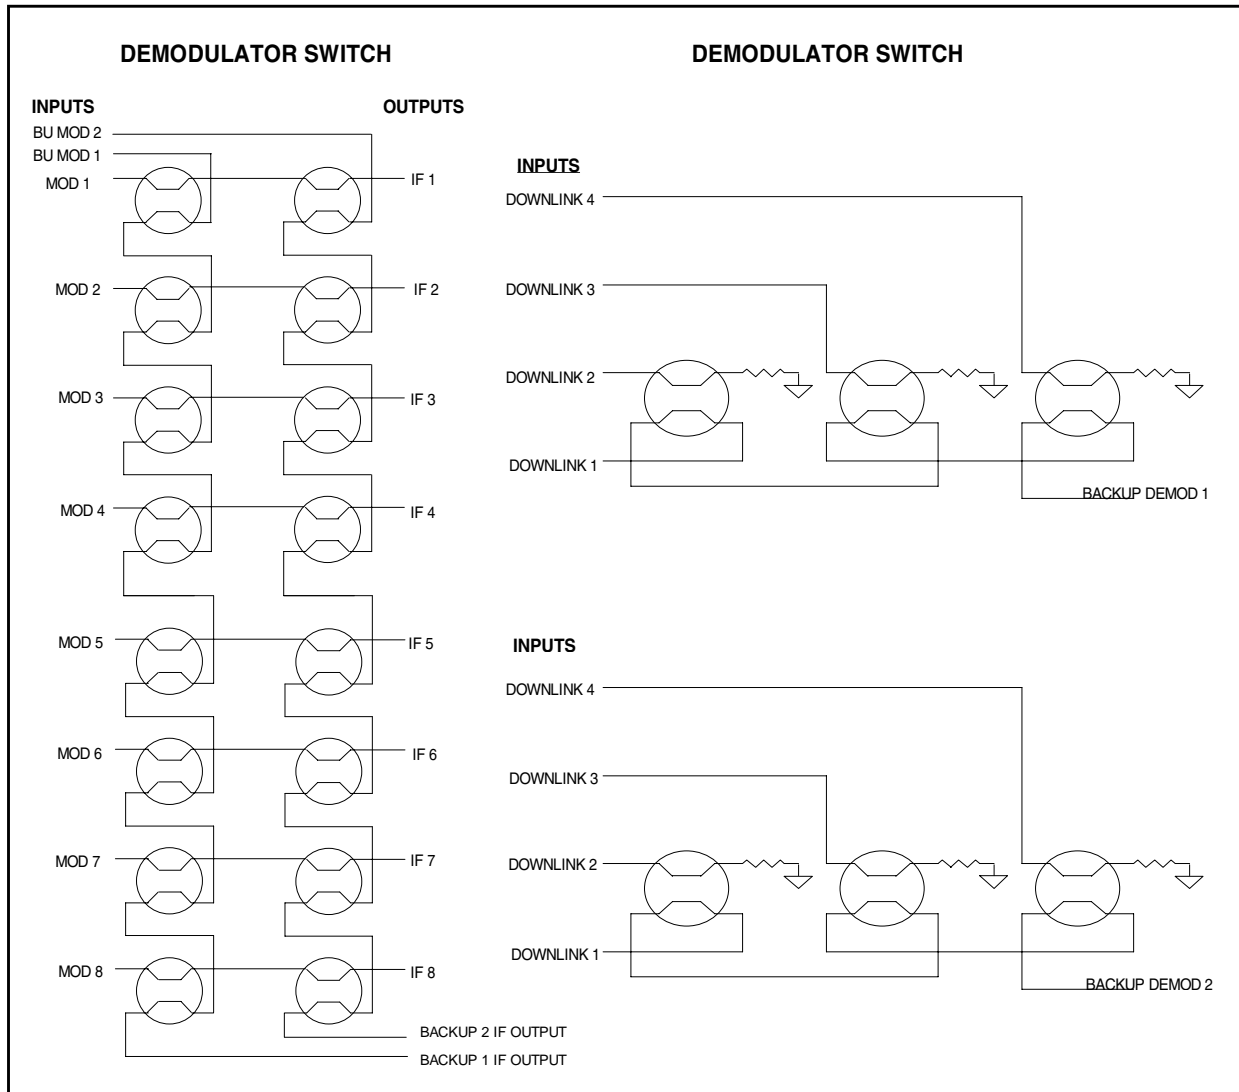 DEMODULATOR SWITCH
INPUTS
OUTPUTS
BU MOD 2
BU MOD 1
MOD 1
IF 1
MOD 2
IF 2
MOD 3
IF 3
MOD 4
IF 4
MOD 5
IF 5
MOD 6
IF 6
MOD 7
IF 7
MOD 8
IF 8
BACKUP 2 IF OUTPUT
BACKUP 1 IF OUTPUT
DEMODULATOR SWITCH
INPUTS
DOWNLINK 4
DOWNLINK 3
DOWNLINK 2
DOWNLINK 1
BACKUP DEMOD 1
INPUTS
DOWNLINK 4
DOWNLINK 3
DOWNLINK 2
DOWNLINK 1
BACKUP DEMOD 2